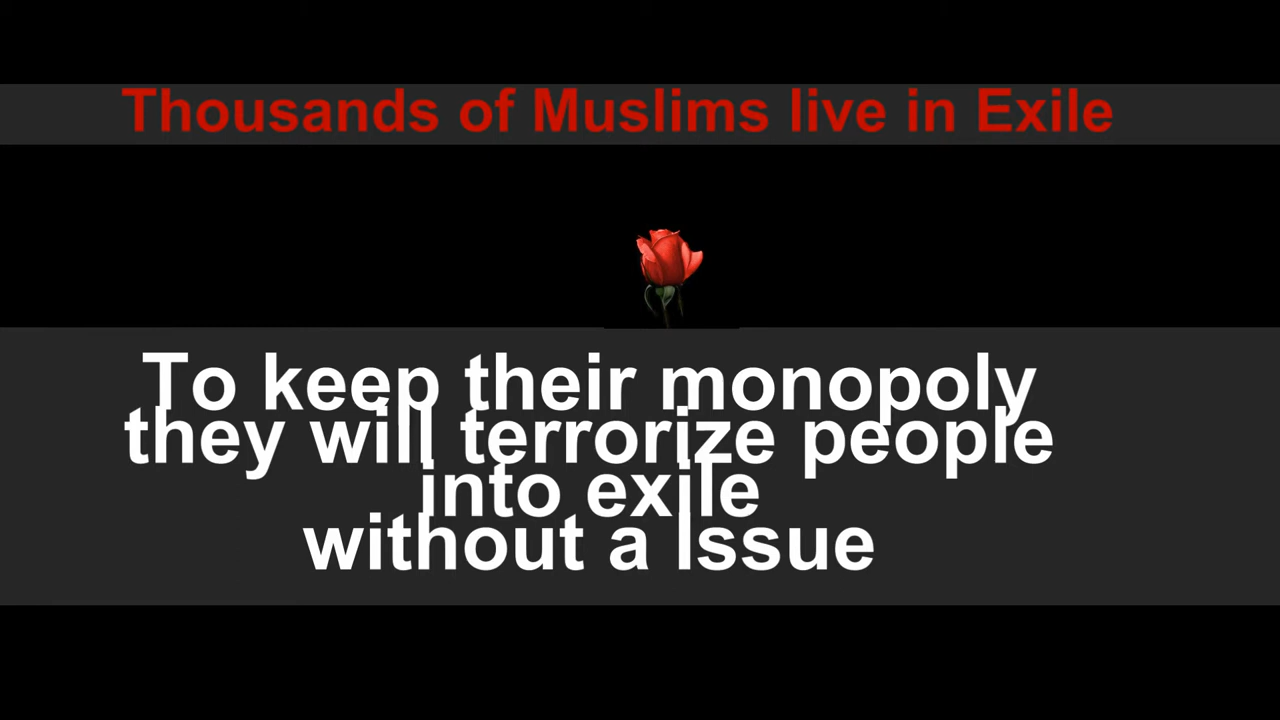 Thousands of Muslims live in Exile
To keep their monopoly
they will terrorize people
into exile
without a Issue